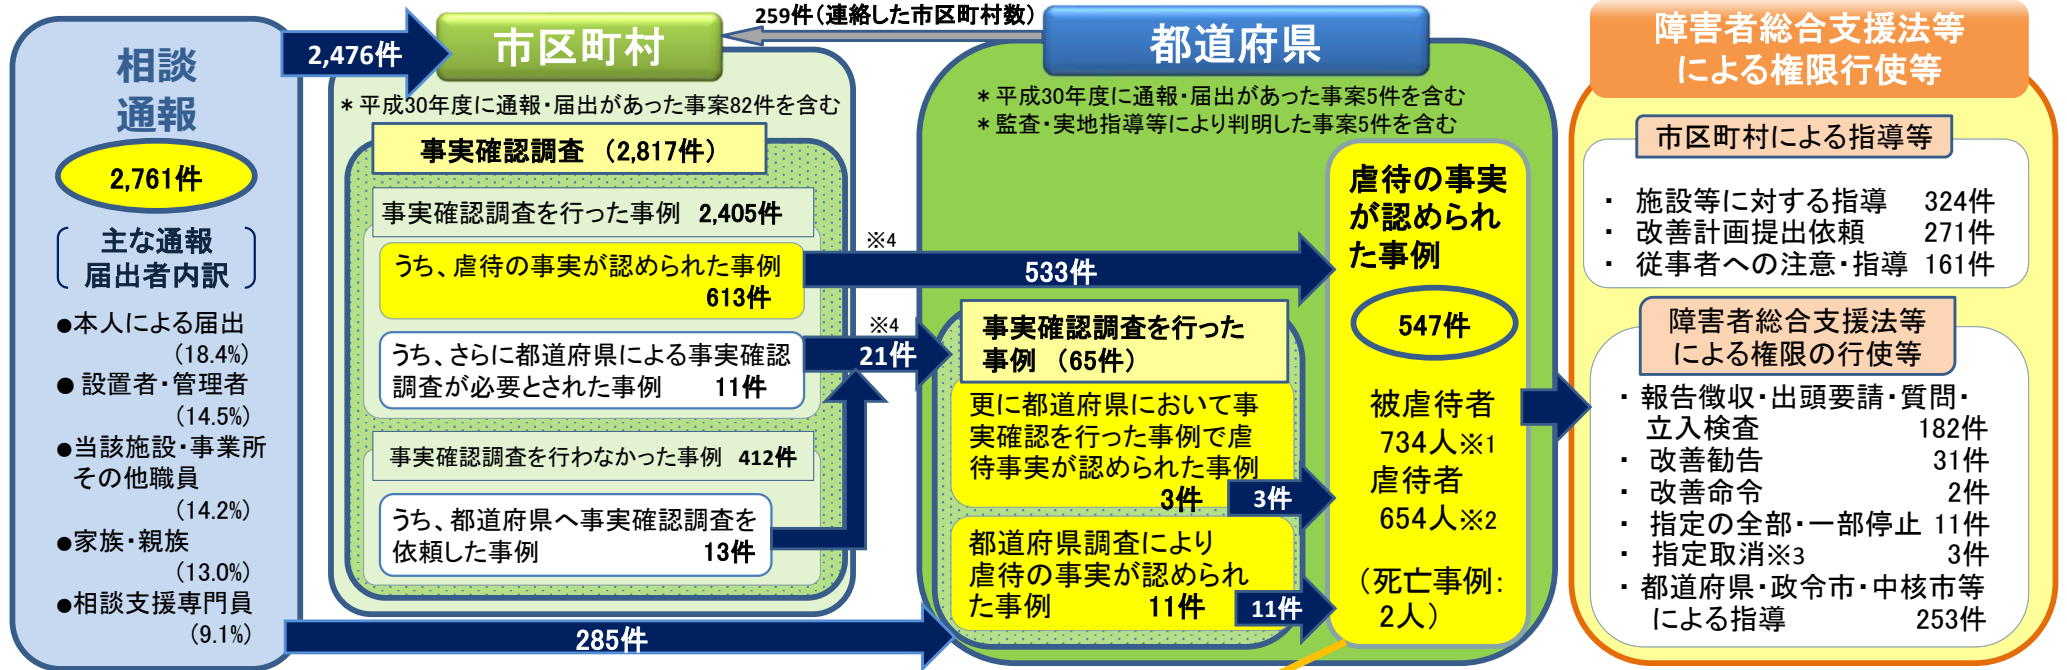 相談
通報
2,761件
主な通報
届出者内訳
●本人による届出
(18.4%)
● 設置者・管理者
(14.5%)
●当該施設・事業所
その他職員
(14.2%)
●家族・親族
(13.0%)
●相談支援専門員
(9.1%)
2,476件
285件
市区町村
259件（連絡した市区町村数）
＊平成30年度に通報・届出があった事案82件を含む
事実確認調査 （2,817件）
事実確認調査を行った事例 2,405件
うち、虐待の事実が認められた事例
613件
うち、さらに都道府県による事実確認
調査が必要とされた事例 11件
事実確認調査を行わなかった事例 412件
うち、都道府県へ事実確認調査を
依頼した事例 13件
※4
533件
※4
21件
都道府県
＊平成30年度に通報・届出があった事案5件を含む
＊監査・実地指導等により判明した事案5件を含む
事実確認調査を行った
事例 （65件）
更に都道府県において事
実確認を行った事例で虐
待事実が認められた事例
3件
3件
都道府県調査により
虐待の事実が認められ
た事例 11件
11件
虐待の事実
が認められ
た事例
547件
被虐待者
734人※1
虐待者
654人※2
（死亡事例：
2人）
障害者総合支援法等
による権限行使等
市区町村による指導等
・ 施設等に対する指導 324件
・ 改善計画提出依頼 271件
・ 従事者への注意・指導 161件
障害者総合支援法等
による権限の行使等
・ 報告徴収・出頭要請・質問・
立入検査 182件
・ 改善勧告 31件
・ 改善命令 2件
・ 指定の全部・一部停止 11件
・ 指定取消※3 3件
・ 都道府県・政令市・中核市等
による指導 253件